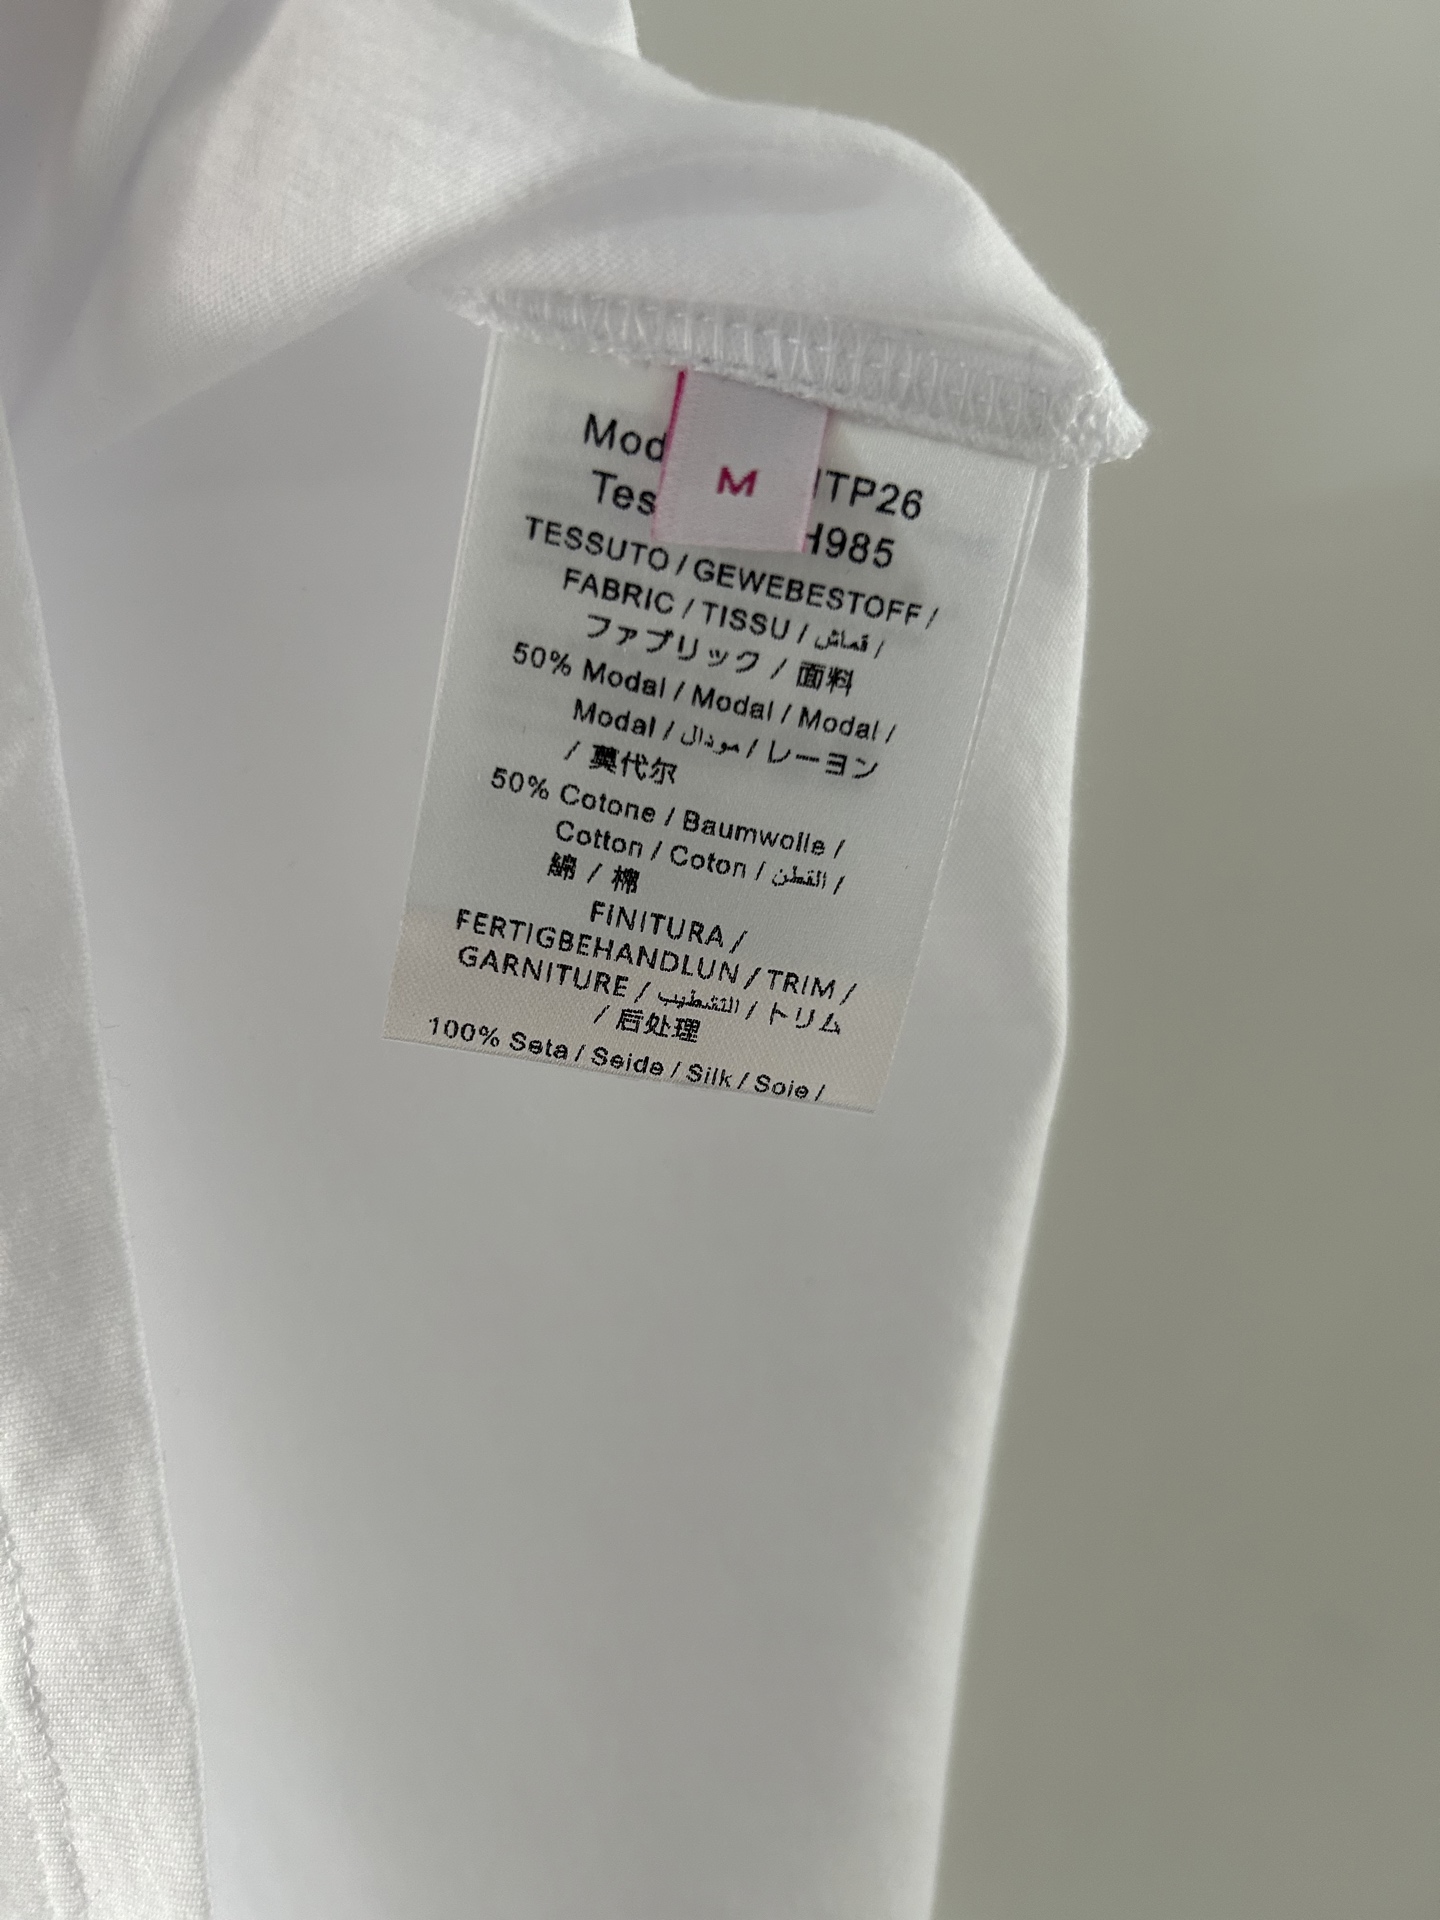 M
Mod JTP26
Tes H985
TESSUTO / GEWEBESTOFF /
FABRIC / TISSU / قماش /
ファブリック / 面料
50% Modal / Modal / Modal /
Modal / مودال / レーヨン
/ 莫代尔
50% Cotone / Baumwolle /
Cotton / Coton / القطن /
綿 / 棉
FINITURA /
FERTIGBEHANDLUN / TRIM /
GARNITURE / التشطيب / トリム
/ 后处理
100% Seta / Seide / Silk / Soie /